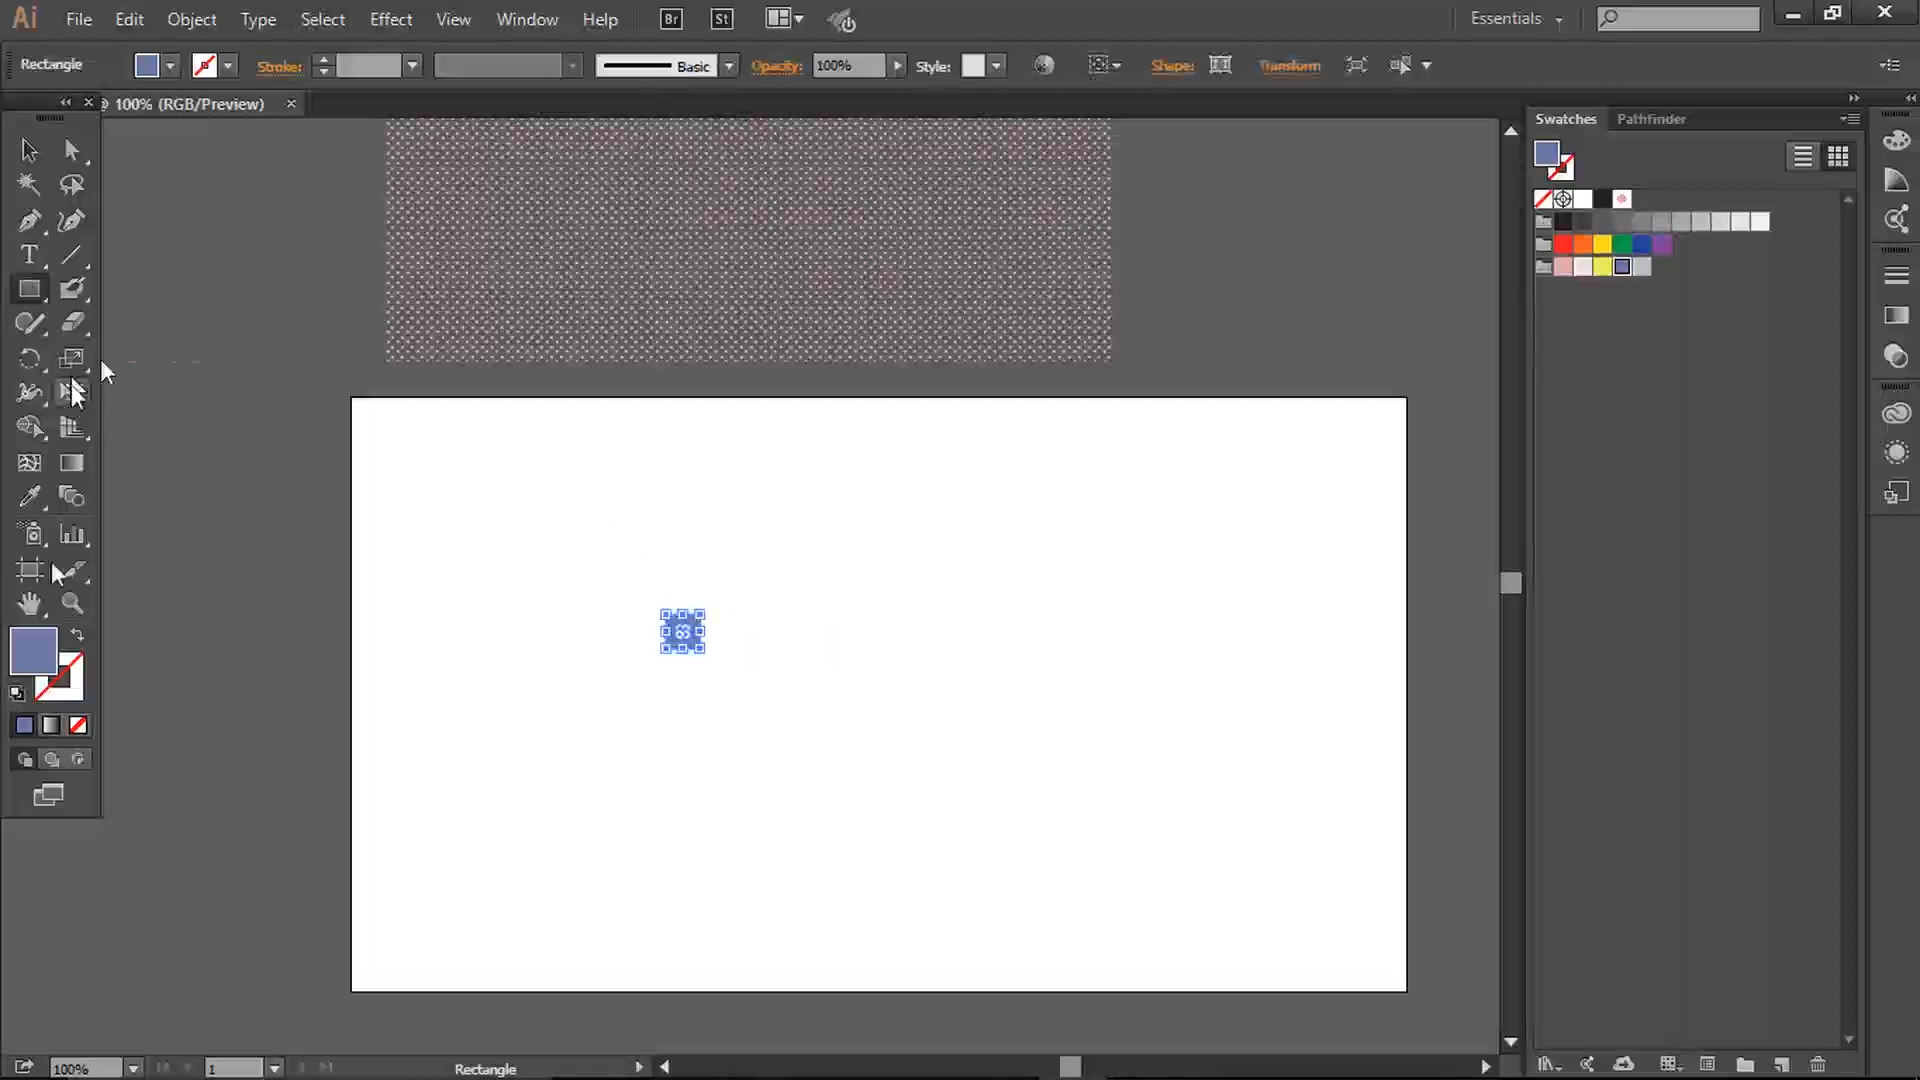 Ai File Edit Object Type Select Effect View Window Help Br St Essentials
Rectangle Stroke: Basic Opacity: 100% Style: Shape: Transform
100% (RGB/Preview)
Swatches Pathfinder
100% 1 Rectangle